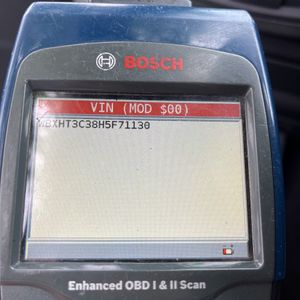 BOSCH
VIN (MOD $00)
WBXHT3C38H5F71130
Enhanced OBD I & II Scan